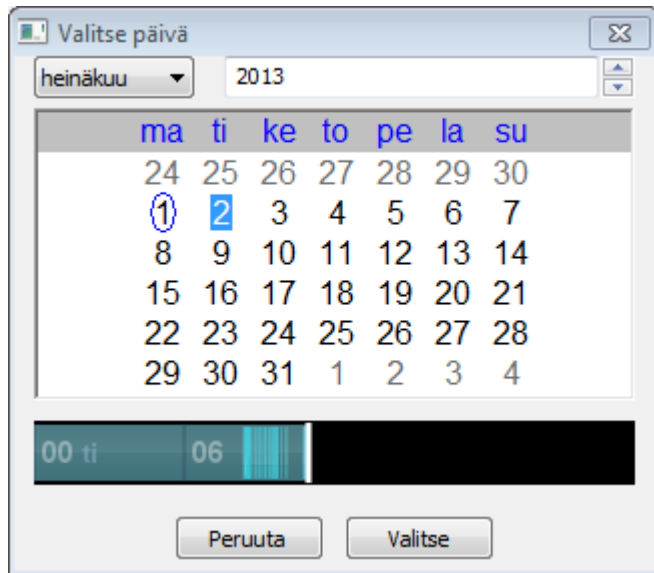 Valitse päivä
heinäkuu 2013
ma ti ke to pe la su
24 25 26 27 28 29 30
1 2 3 4 5 6 7
8 9 10 11 12 13 14
15 16 17 18 19 20 21
22 23 24 25 26 27 28
29 30 31 1 2 3 4
00 ti 06
Peruuta Valitse